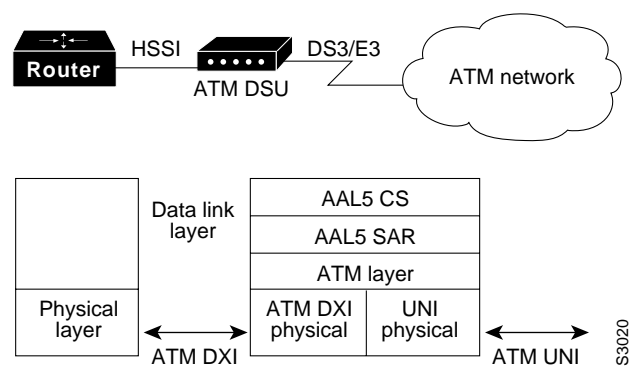 HSSI
DS3/E3
Router
ATM DSU
ATM network
Data link
layer
AAL5 CS
AAL5 SAR
ATM layer
Physical
layer
ATM DXI
physical
UNI
physical
ATM DXI
ATM UNI
S3020